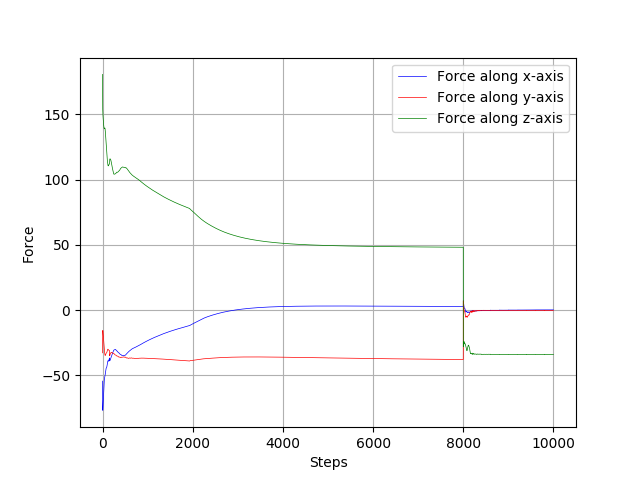 Force along x-axis
Force along y-axis
Force along z-axis
150
100
50
0
−50
Force
0
2000
4000
6000
8000
10000
Steps